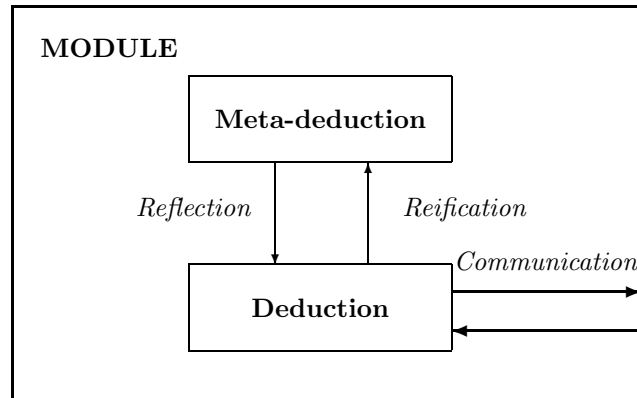 MODULE
Meta-deduction
Reflection
Reification
Communication
Deduction